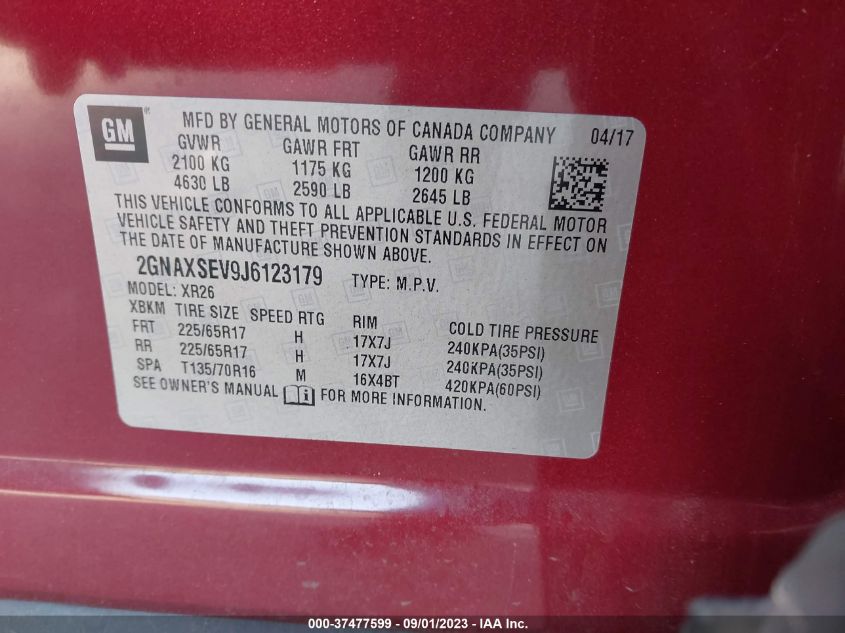 GM ®
MFD BY GENERAL MOTORS OF CANADA COMPANY 04/17
GVWR GAWR FRT GAWR RR
2100 KG 1175 KG 1200 KG
4630 LB 2590 LB 2645 LB
THIS VEHICLE CONFORMS TO ALL APPLICABLE U.S. FEDERAL MOTOR
VEHICLE SAFETY AND THEFT PREVENTION STANDARDS IN EFFECT ON
THE DATE OF MANUFACTURE SHOWN ABOVE.
2GNAXSEV9J6123179 TYPE: M.P.V.
MODEL: XR26
XBKM TIRE SIZE SPEED RTG RIM COLD TIRE PRESSURE
FRT 225/65R17 H 17X7J 240KPA(35PSI)
RR 225/65R17 H 17X7J 240KPA(35PSI)
SPA T135/70R16 M 16X4BT 420KPA(60PSI)
SEE OWNER'S MANUAL FOR MORE INFORMATION.
000-37477599 - 09/01/2023 - IAA Inc.